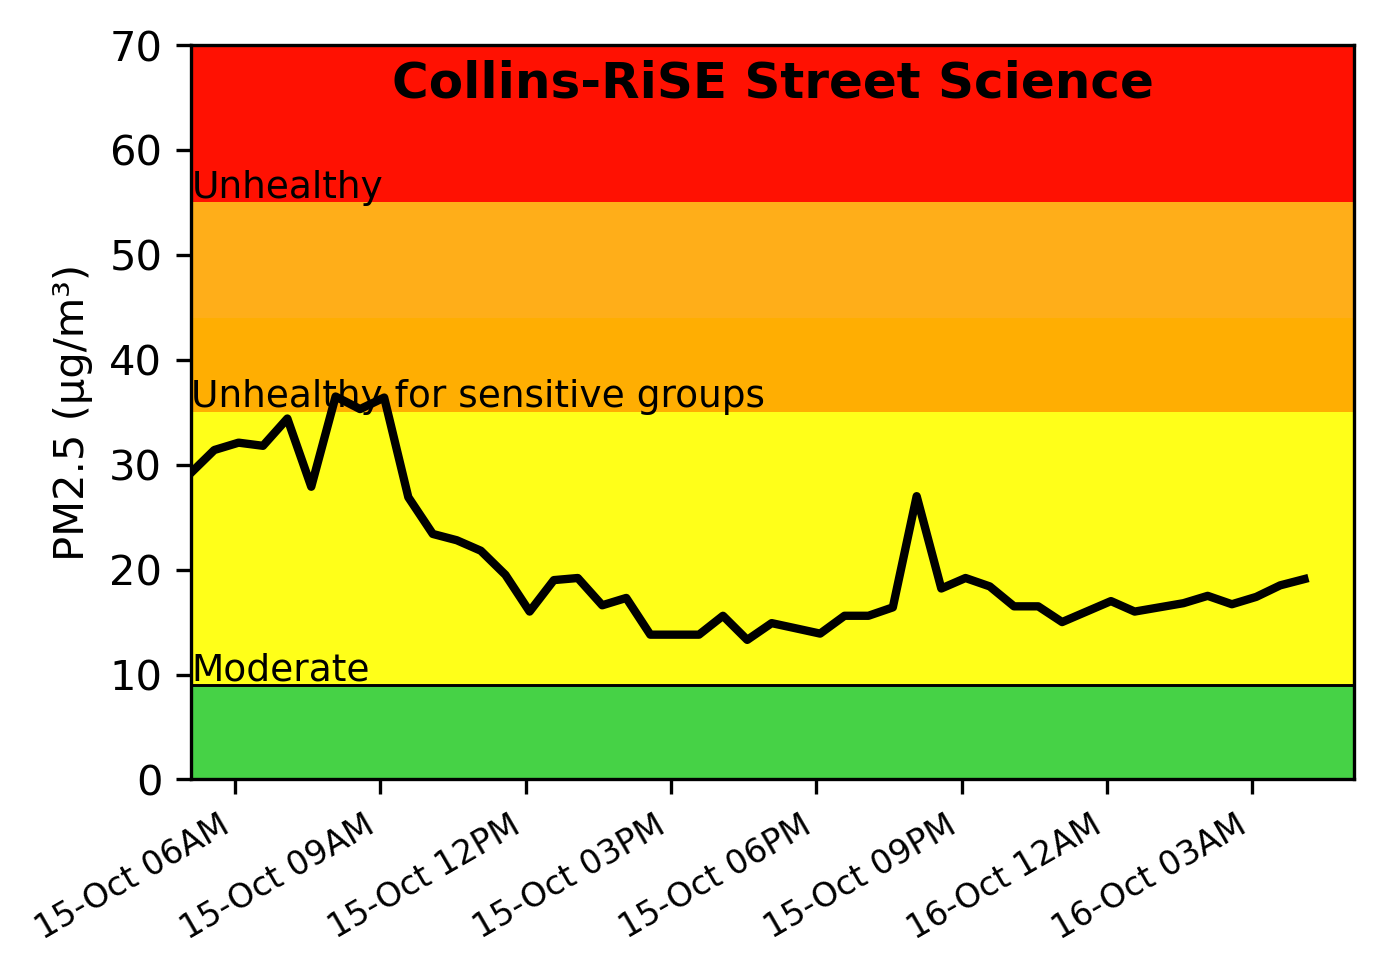 Collins-RiSE Street Science
70
60
50
40
30
20
10
0
PM2.5 (µg/m³)
Unhealthy
Unhealthy for sensitive groups
Moderate
15-Oct 06AM
15-Oct 09AM
15-Oct 12PM
15-Oct 03PM
15-Oct 06PM
15-Oct 09PM
16-Oct 12AM
16-Oct 03AM